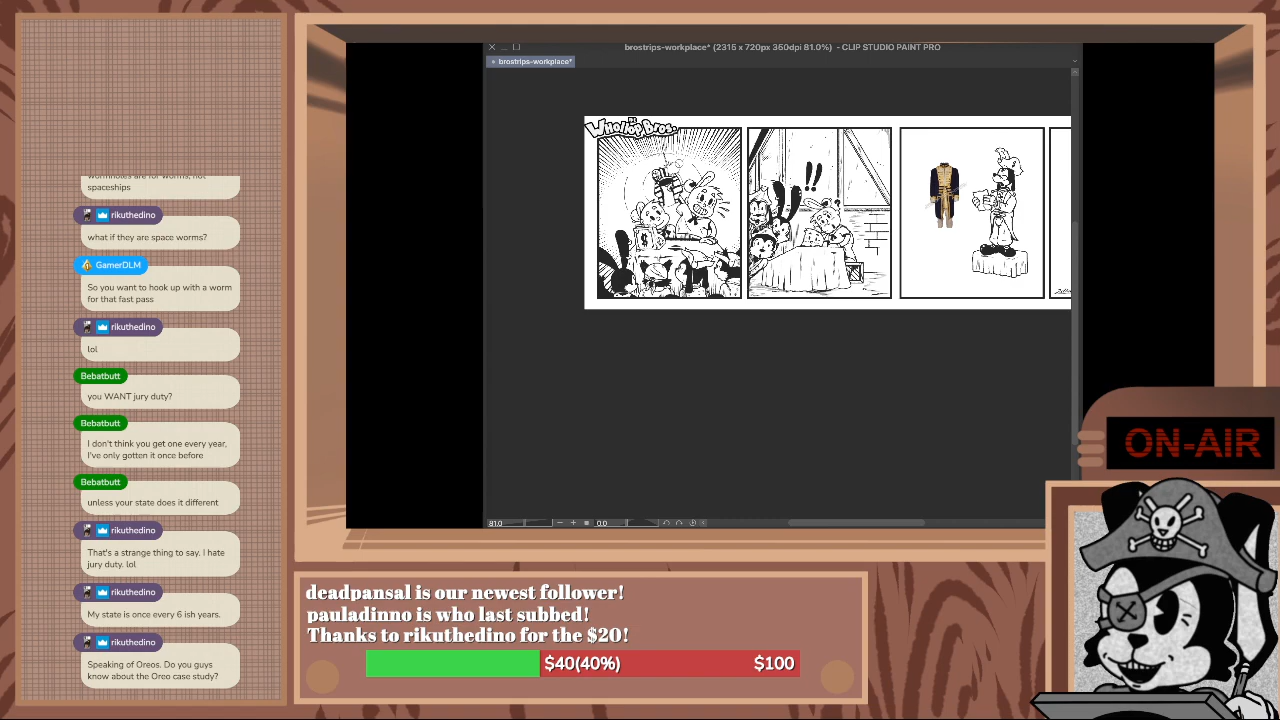 brostrips-workplace* (2315 x 720px 350dpi 81.0%) - CLIP STUDIO PAINT PRO
brostrips-workplace*
The
Whollop Bros.
!!
wormholes are for worms, not
spaceships
rikuthedino
what if they are space worms?
GamerDLM
So you want to hook up with a worm
for that fast pass
rikuthedino
lol
Bebatbutt
you WANT jury duty?
Bebatbutt
I don't think you get one every year,
I've only gotten it once before
Bebatbutt
unless your state does it different
rikuthedino
That's a strange thing to say. I hate
jury duty. lol
rikuthedino
My state is once every 6 ish years.
rikuthedino
Speaking of Oreos. Do you guys
know about the Oreo case study?
81.0
0.0
ON-AIR
deadpansal is our newest follower!
pauladinno is who last subbed!
Thanks to rikuthedino for the $20!
$40(40%)
$100